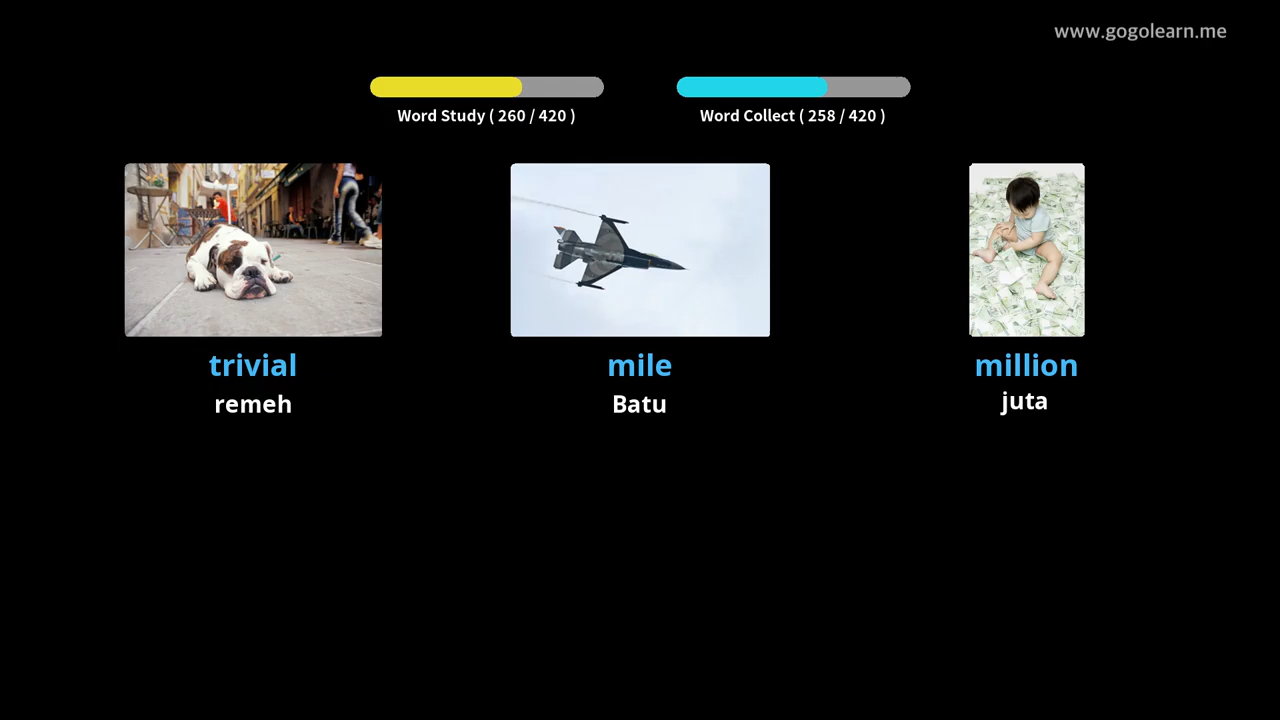 www.gogolearn.me
Word Study ( 260 / 420 )
Word Collect ( 258 / 420 )
trivial
remeh
mile
Batu
million
juta